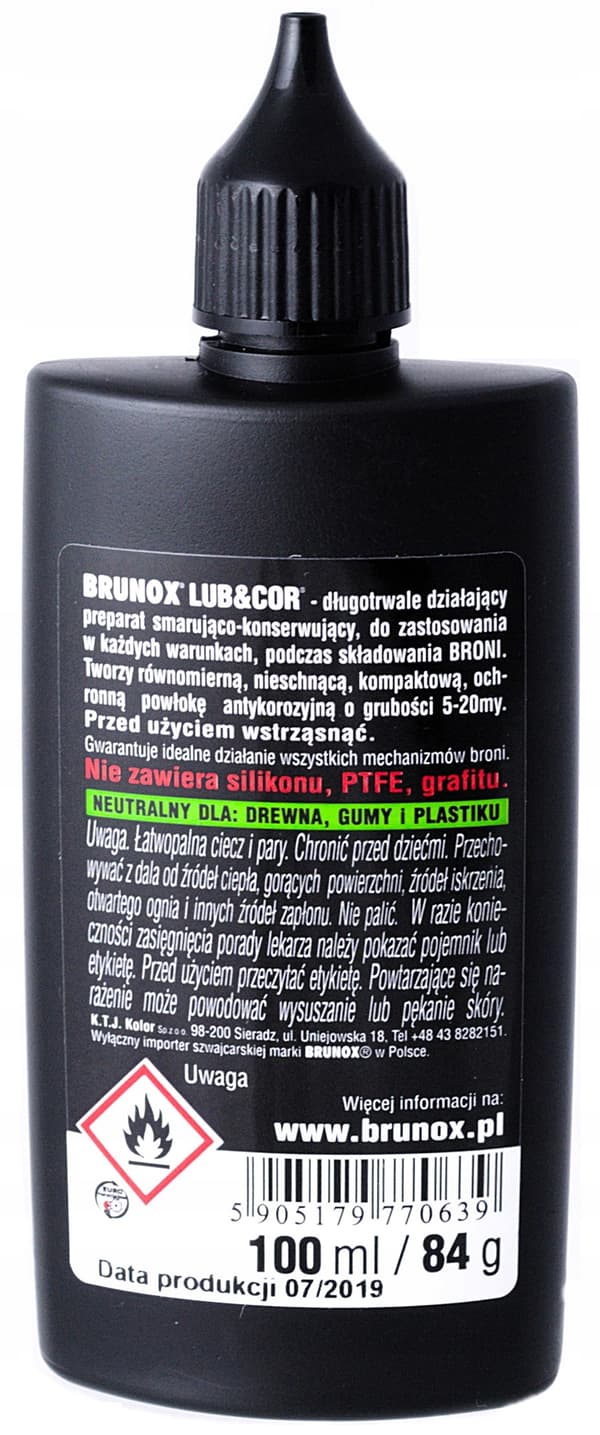 BRUNOX® LUB&COR® - długotrwale działający
preparat smarująco-konserwujący, do zastosowania
w każdych warunkach, podczas składowania BRONI.
Tworzy równomierną, nieschnącą, kompaktową, och-
ronną powłokę antykorozyjną o grubości 5-20my.
Przed użyciem wstrząsnąć.
Gwarantuje idealne działanie wszystkich mechanizmów broni.
Nie zawiera silikonu, PTFE, grafitu.
NEUTRALNY DLA: DREWNA, GUMY i PLASTIKU
Uwaga. Łatwopalna ciecz i pary. Chronić przed dziećmi. Przecho-
wywać z dala od źródeł ciepła, gorących powierzchni, źródeł iskrzenia,
otwartego ognia i innych źródeł zapłonu. Nie palić. W razie konie-
czności zasięgnięcia porady lekarza należy pokazać pojemnik lub
etykietę. Przed użyciem przeczytać etykietę. Powtarzające się na-
rażenie może powodować wysuszanie lub pękanie skóry.
K.T.J. Kolor Sp. z o. o. 98-200 Sieradz, ul. Uniejowska 18, Tel +48 43 8282151.
Wyłączny importer szwajcarskiej marki BRUNOX® w Polsce.
Uwaga
Więcej informacji na:
www.brunox.pl
EURO
5 905179 770639
100 ml / 84 g
Data produkcji 07/2019